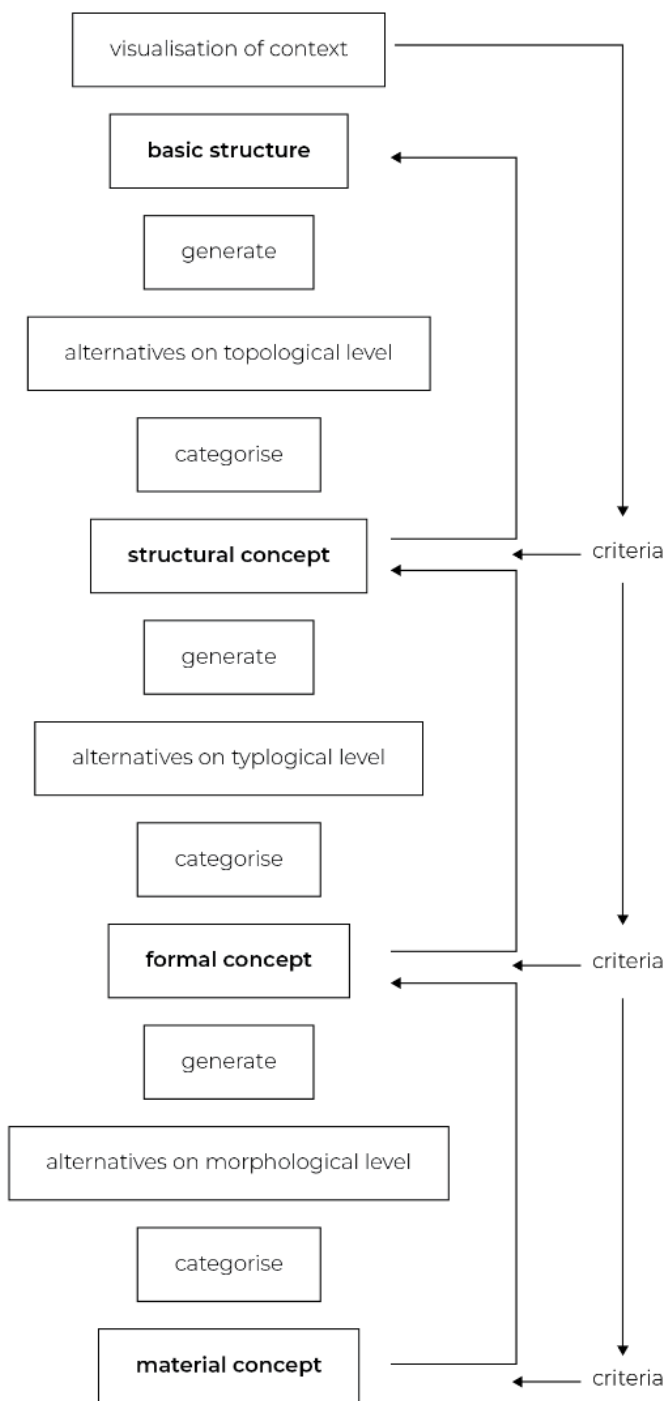 visualisation of context
basic structure
generate
alternatives on topological level
categorise
structural concept
criteria
generate
alternatives on typlogical level
categorise
formal concept
criteria
generate
alternatives on morphological level
categorise
material concept
criteria